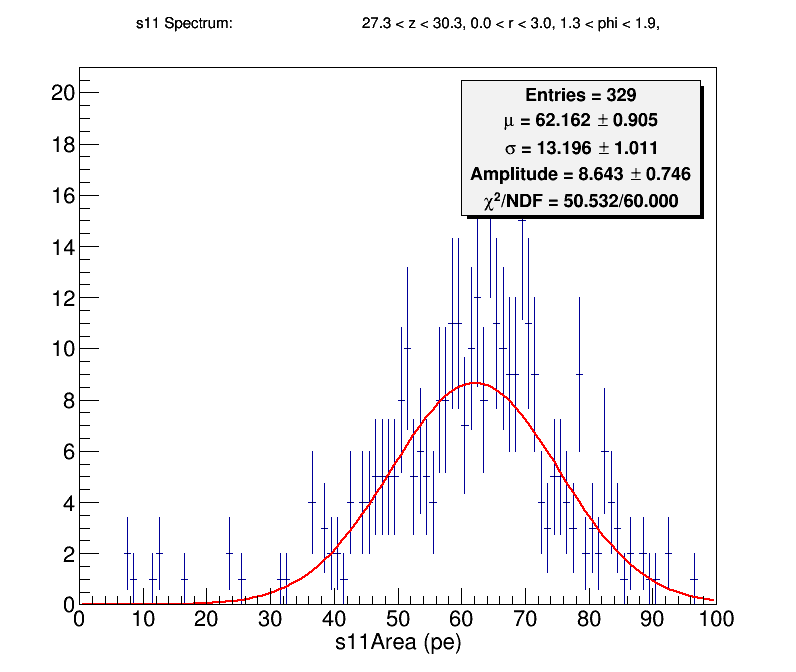 s11 Spectrum: 27.3 < z < 30.3, 0.0 < r < 3.0, 1.3 < phi < 1.9,
Entries = 329
μ = 62.162 ± 0.905
σ = 13.196 ± 1.011
Amplitude = 8.643 ± 0.746
χ²/NDF = 50.532/60.000
20
18
16
14
12
10
8
6
4
2
0
0 10 20 30 40 50 60 70 80 90 100
s11Area (pe)